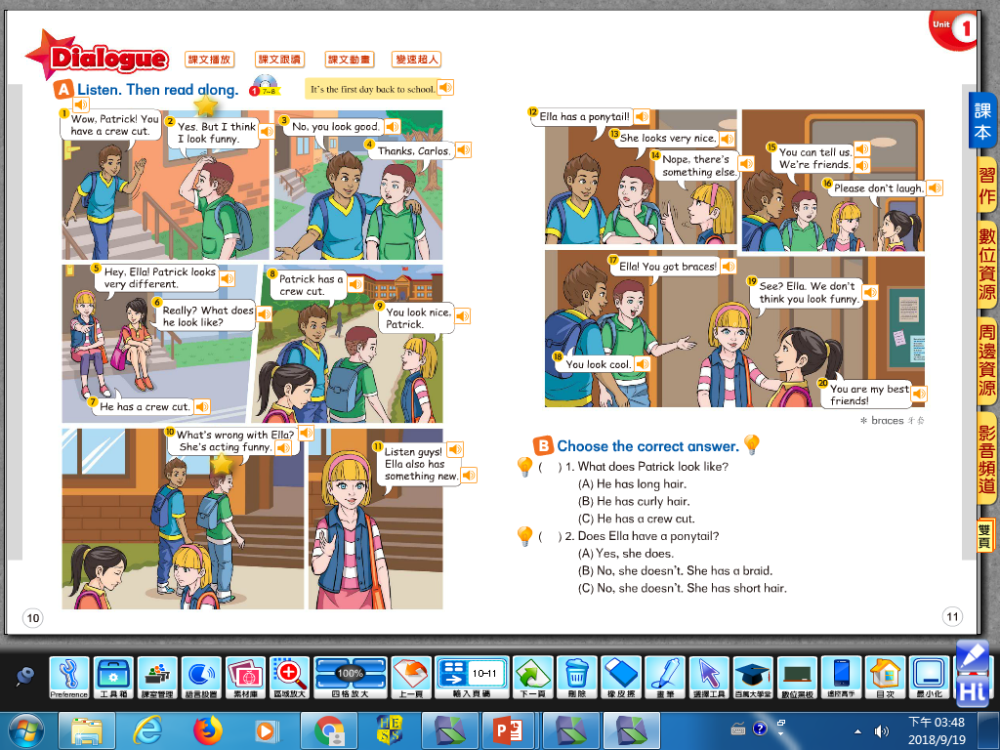 Unit 1
Dialogue
課文播放
課文跟讀
課文動畫
變速超人
A Listen. Then read along.
1 7~8
It's the first day back to school.
1 Wow, Patrick! You
have a crew cut.
2 Yes. But I think
I look funny.
3 No, you look good.
4 Thanks, Carlos.
5 Hey, Ella! Patrick looks
very different.
6 Really? What does
he look like?
7 He has a crew cut.
8 Patrick has a
crew cut.
9 You look nice,
Patrick.
10 What's wrong with Ella?
She's acting funny.
11 Listen guys!
Ella also has
something new.
10
12 Ella has a ponytail!
13 She looks very nice.
14 Nope, there's
something else.
15 You can tell us.
We're friends.
16 Please don't laugh.
17 Ella! You got braces!
18 You look cool.
19 See? Ella. We don't
think you look funny.
20 You are my best
friends!
＊ braces 牙套
B Choose the correct answer.
( ) 1. What does Patrick look like?
(A) He has long hair.
(B) He has curly hair.
(C) He has a crew cut.
( ) 2. Does Ella have a ponytail?
(A) Yes, she does.
(B) No, she doesn't. She has a braid.
(C) No, she doesn't. She has short hair.
11
課本
習作
數位資源
周邊資源
影音頻道
雙頁
Preference
工具箱
課室管理
語言設置
素材庫
區域放大
100%
四格放大
上一頁
10-11
輸入頁碼
下一頁
刪除
橡皮擦
畫筆
選擇工具
百萬大學堂
數位黑板
遙控高手
目次
最小化
Hi
HESS
下午 03:48
2018/9/19